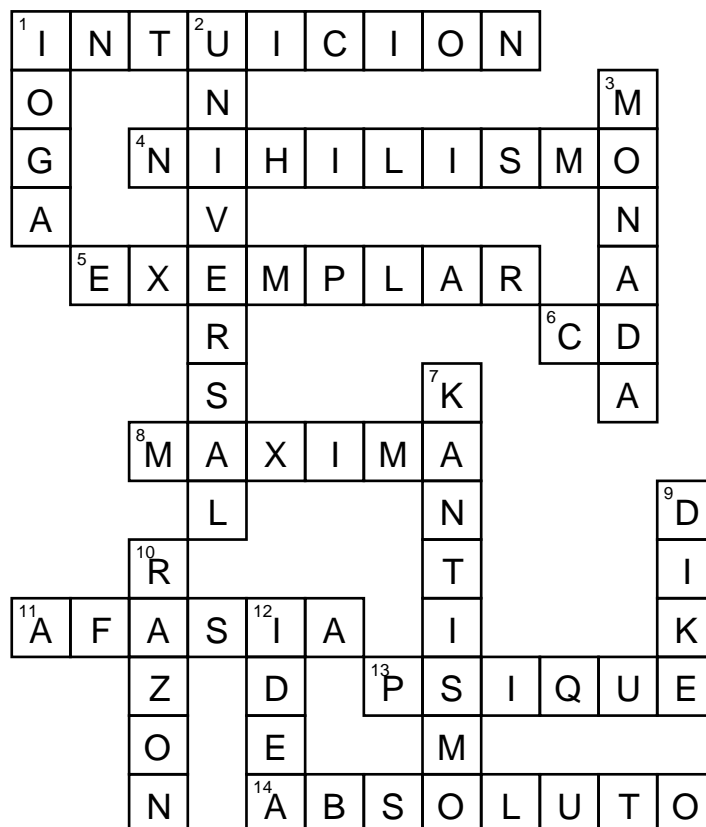 1 I N T 2 U I C I O N
O N 3 M
G 4 N I H I L I S M O
A V N
5 E X E M P L A R A
R 6 C D
S 7 K A
8 M A X I M A
L N 9 D
10 R T I
11 A F A S 12 I A I K
Z D 13 P S I Q U E
O E M
N 14 A B S O L U T O